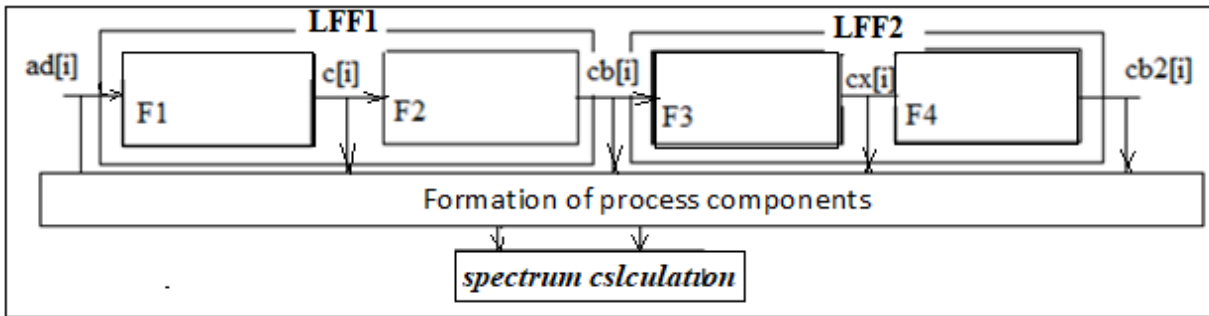 LFF1
LFF2
ad[i]
c[i]
cb[i]
cx[i]
cb2[i]
F1
F2
F3
F4
Formation of process components
spectrum cslculation